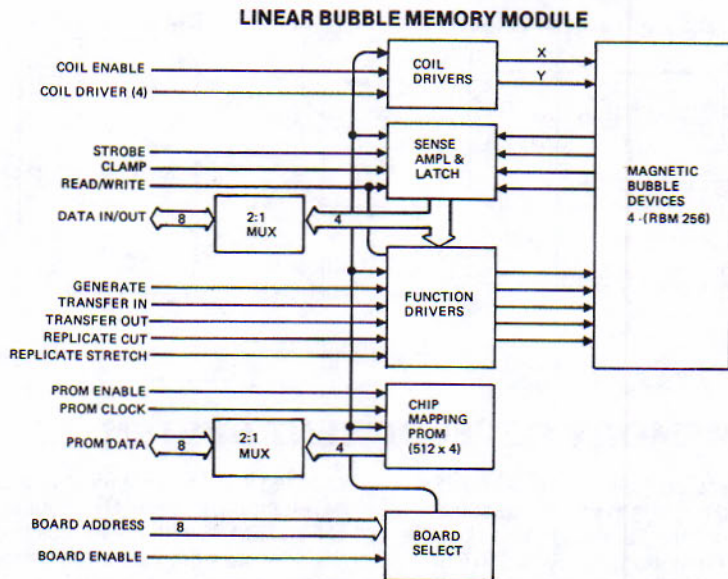 LINEAR BUBBLE MEMORY MODULE
COIL ENABLE
COIL DRIVER (4)
COIL
DRIVERS
X
Y
STROBE
CLAMP
READ/WRITE
SENSE
AMPL &
LATCH
MAGNETIC
BUBBLE
DEVICES
4 -(RBM 256)
DATA IN/OUT
8
2:1
MUX
4
GENERATE
TRANSFER IN
TRANSFER OUT
REPLICATE CUT
REPLICATE STRETCH
FUNCTION
DRIVERS
PROM ENABLE
PROM CLOCK
PROM DATA
8
2:1
MUX
4
CHIP
MAPPING
PROM
(512 x 4)
BOARD ADDRESS
8
BOARD ENABLE
BOARD
SELECT